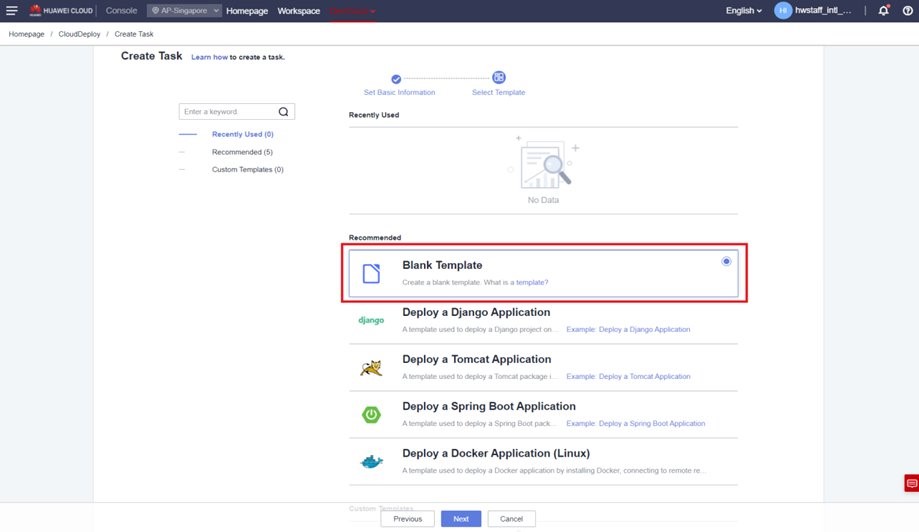 HUAWEI CLOUD Console AP-Singapore Homepage Workspace English hwstaff_intl_...
Homepage / CloudDeploy / Create Task
Create Task Learn how to create a task.
Set Basic Information Select Template
Enter a keyword.
Recently Used (0)
Recommended (5)
Custom Templates (0)
Recently Used
No Data
Recommended
Blank Template
Create a blank template. What is a template?
django
Deploy a Django Application
A template used to deploy a Django project on... Example: Deploy a Django Application
Deploy a Tomcat Application
A template used to deploy a Tomcat package i... Example: Deploy a Tomcat Application
Deploy a Spring Boot Application
A template used to deploy a Spring Boot pack... Example: Deploy a Spring Boot Application
Deploy a Docker Application (Linux)
A template used to deploy a Docker application by installing Docker, connecting to remote re...
Custom Templates
Previous Next Cancel